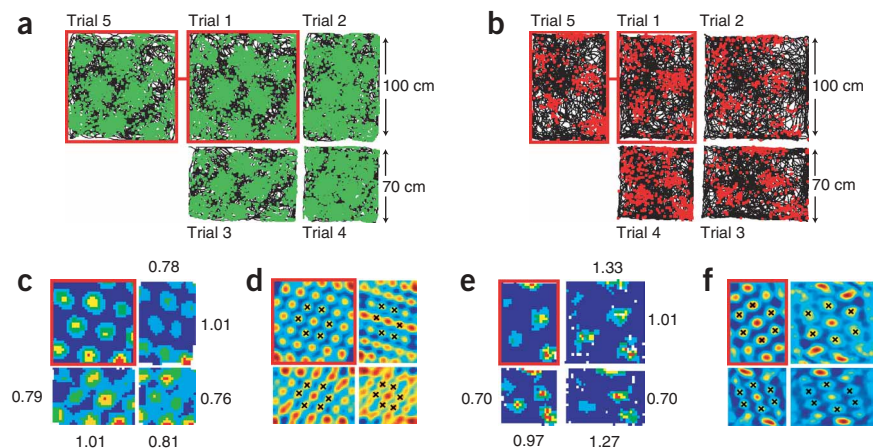 a
Trial 5 Trial 1 Trial 2
100 cm
70 cm
Trial 3 Trial 4
b
Trial 5 Trial 1 Trial 2
100 cm
70 cm
Trial 4 Trial 3
c
0.78
1.01
0.79
0.76
1.01 0.81
d
e
1.33
1.01
0.70
0.70
0.97 1.27
f